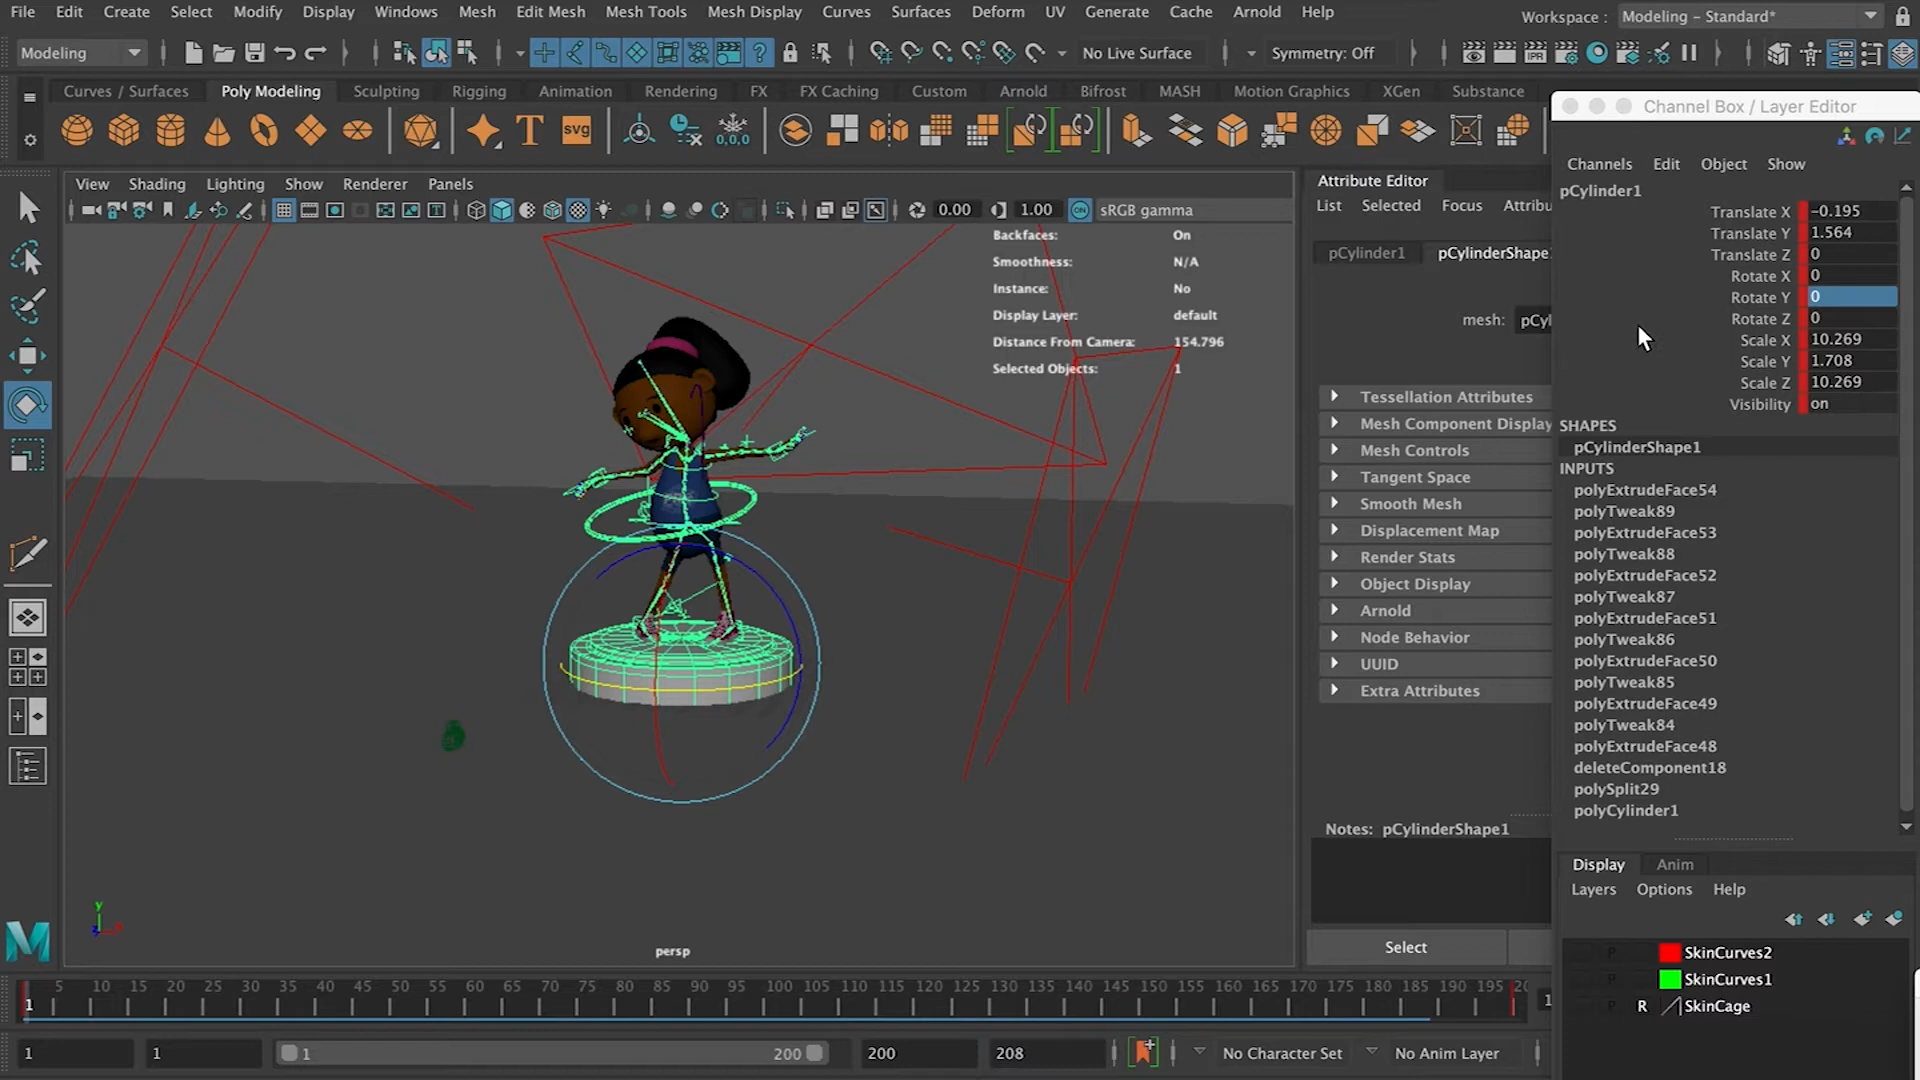 File Edit Create Select Modify Display Windows Mesh Edit Mesh Mesh Tools Mesh Display Curves Surfaces Deform UV Generate Cache Arnold Help
Workspace : Modeling - Standard*
Modeling
No Live Surface
Symmetry: Off
IPR
Curves / Surfaces Poly Modeling Sculpting Rigging Animation Rendering FX FX Caching Custom Arnold Bifrost MASH Motion Graphics XGen Substance
T
SVG
0,0,0
Channel Box / Layer Editor
Channels Edit Object Show
pCylinder1
Translate X -0.195
Translate Y 1.564
Translate Z 0
Rotate X 0
Rotate Y 0
Rotate Z 0
Scale X 10.269
Scale Y 1.708
Scale Z 10.269
Visibility on
SHAPES
pCylinderShape1
INPUTS
polyExtrudeFace54
polyTweak89
polyExtrudeFace53
polyTweak88
polyExtrudeFace52
polyTweak87
polyExtrudeFace51
polyTweak86
polyExtrudeFace50
polyTweak85
polyExtrudeFace49
polyTweak84
polyExtrudeFace48
deleteComponent18
polySplit29
polyCylinder1
View Shading Lighting Show Renderer Panels
0.00
1.00
ON
sRGB gamma
Backfaces: On
Smoothness: N/A
Instance: No
Display Layer: default
Distance From Camera: 154.796
Selected Objects: 1
persp
y
Attribute Editor
List Selected Focus Attribu
pCylinder1 pCylinderShape1
mesh: pCyl
Tessellation Attributes
Mesh Component Display
Mesh Controls
Tangent Space
Smooth Mesh
Displacement Map
Render Stats
Object Display
Arnold
Node Behavior
UUID
Extra Attributes
Notes: pCylinderShape1
Select
Display Anim
Layers Options Help
P SkinCurves2
P SkinCurves1
P R SkinCage
M
5 10 15 20 25 30 35 40 45 50 55 60 65 70 75 80 85 90 95 100 105 110 115 120 125 130 135 140 145 150 155 160 165 170 175 180 185 190 195 20
1
1
1
1
1
200
200
208
No Character Set
No Anim Layer